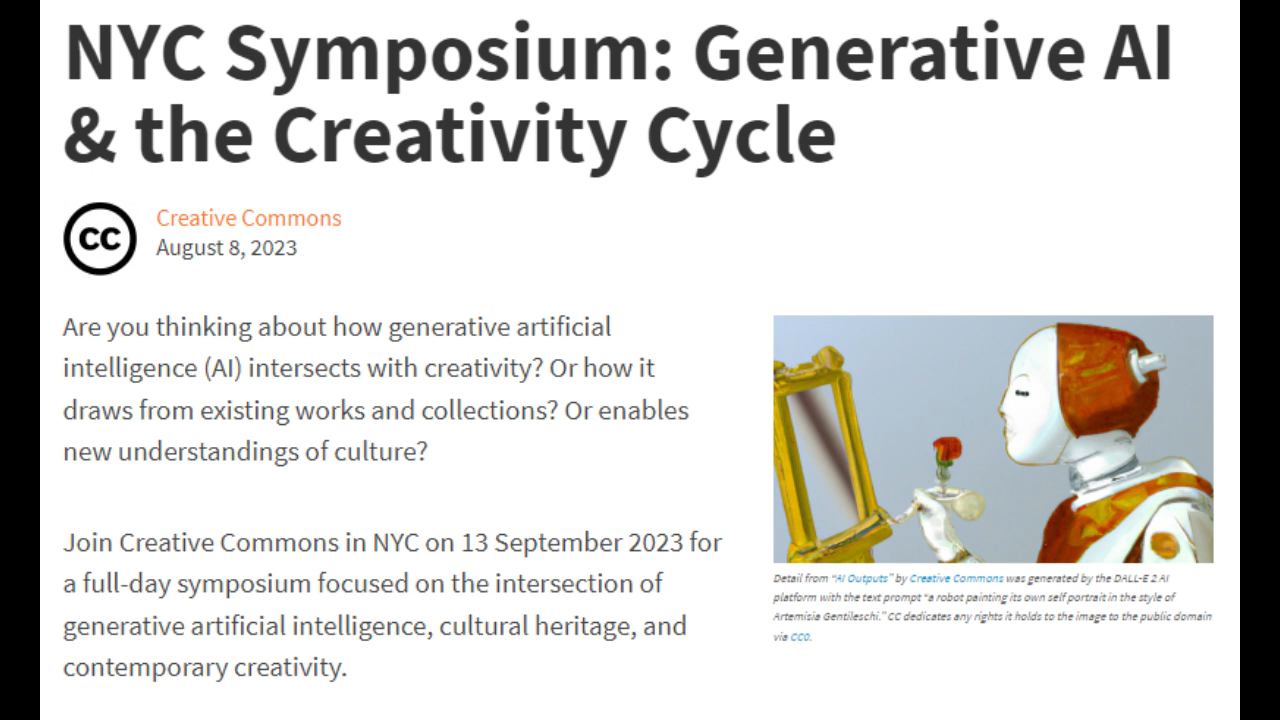 NYC Symposium: Generative AI
& the Creativity Cycle
CC
Creative Commons
August 8, 2023
Are you thinking about how generative artificial
intelligence (AI) intersects with creativity? Or how it
draws from existing works and collections? Or enables
new understandings of culture?
Join Creative Commons in NYC on 13 September 2023 for
a full-day symposium focused on the intersection of
generative artificial intelligence, cultural heritage, and
contemporary creativity.
Detail from “AI Outputs” by Creative Commons was generated by the DALL-E 2 AI
platform with the text prompt “a robot painting its own self portrait in the style of
Artemisia Gentileschi.” CC dedicates any rights it holds to the image to the public domain
via CC0.